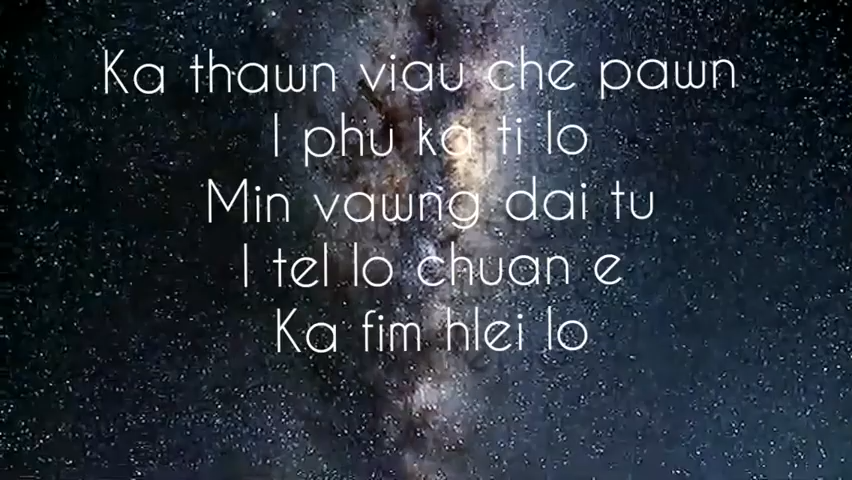 Ka thawn viau che pawn
I phu ka ti lo
Min vawng dai tu
I tel lo chuan e
Ka fim hlei lo